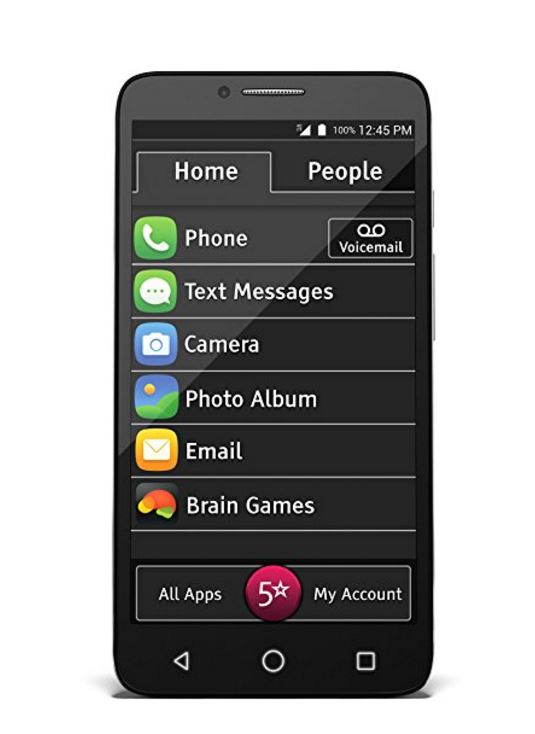 100% 12:45 PM
Home People
Phone
Voicemail
Text Messages
Camera
Photo Album
Email
Brain Games
All Apps 5☆ My Account